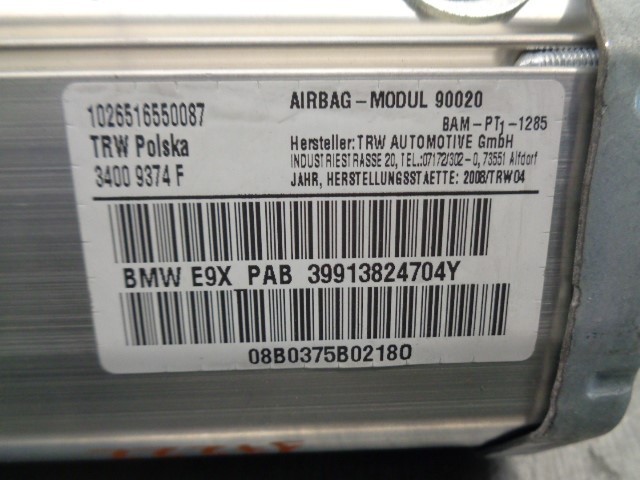 1026516550087
TRW Polska
3400 9374 F
AIRBAG-MODUL 90020
BAM-PT1-1285
Hersteller: TRW AUTOMOTIVE GmbH
INDUSTRIESTRASSE 20, TEL.:07172/302-0, 73551 Alfdorf
JAHR, HERSTELLUNGSSTAETTE: 2008/TRW04
BMW E9X PAB 39913824704Y
08B0375B02180